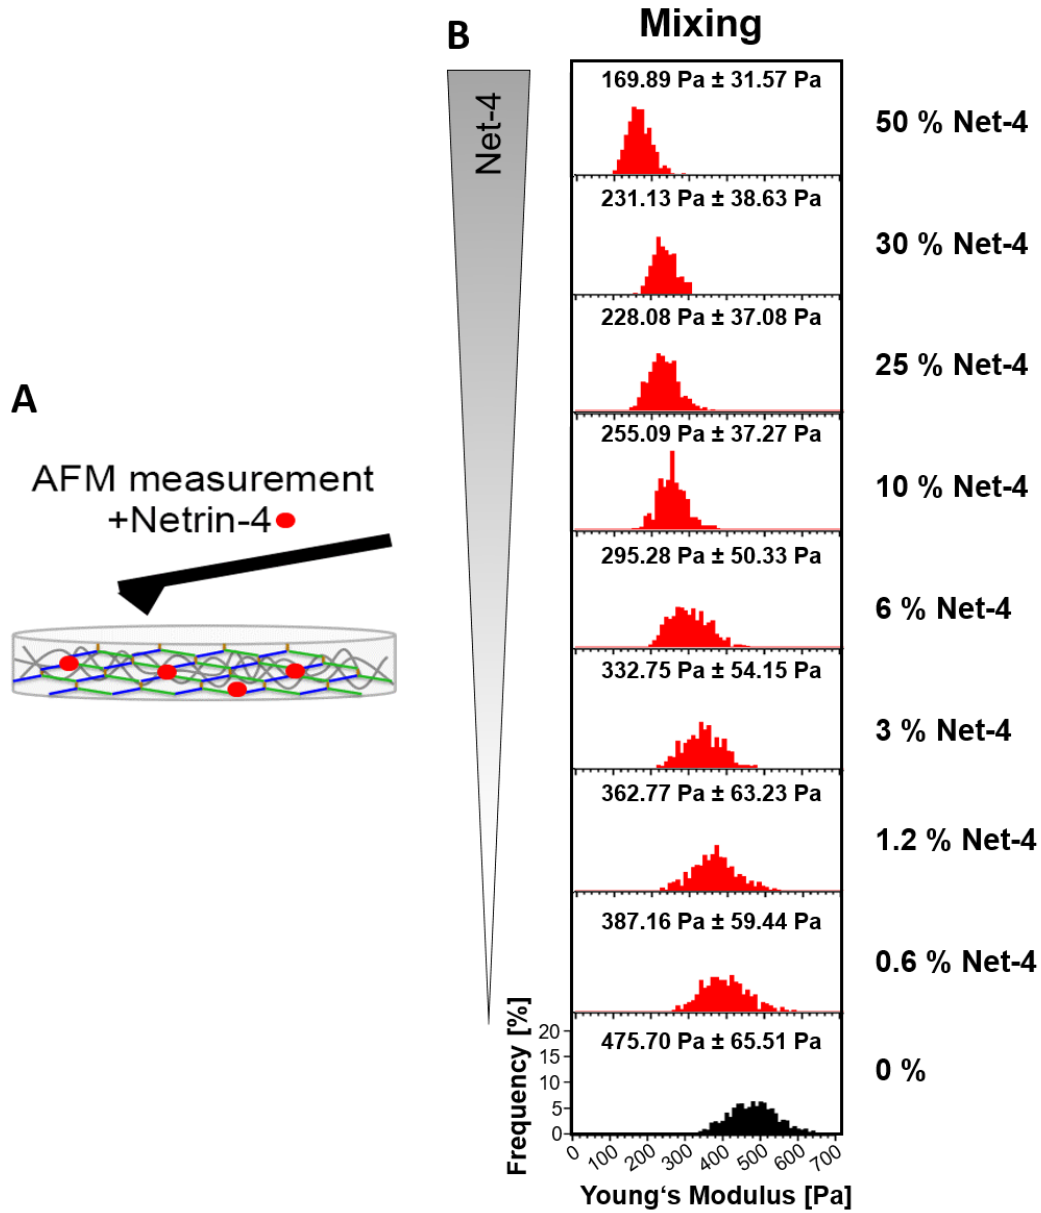 A
AFM measurement
+Netrin-4
B
Net-4
Mixing
169.89 Pa ± 31.57 Pa
50 % Net-4
231.13 Pa ± 38.63 Pa
30 % Net-4
228.08 Pa ± 37.08 Pa
25 % Net-4
255.09 Pa ± 37.27 Pa
10 % Net-4
295.28 Pa ± 50.33 Pa
6 % Net-4
332.75 Pa ± 54.15 Pa
3 % Net-4
362.77 Pa ± 63.23 Pa
1.2 % Net-4
387.16 Pa ± 59.44 Pa
0.6 % Net-4
475.70 Pa ± 65.51 Pa
0 %
Frequency [%]
20
15
10
5
0
0 100 200 300 400 500 600 700
Young‘s Modulus [Pa]